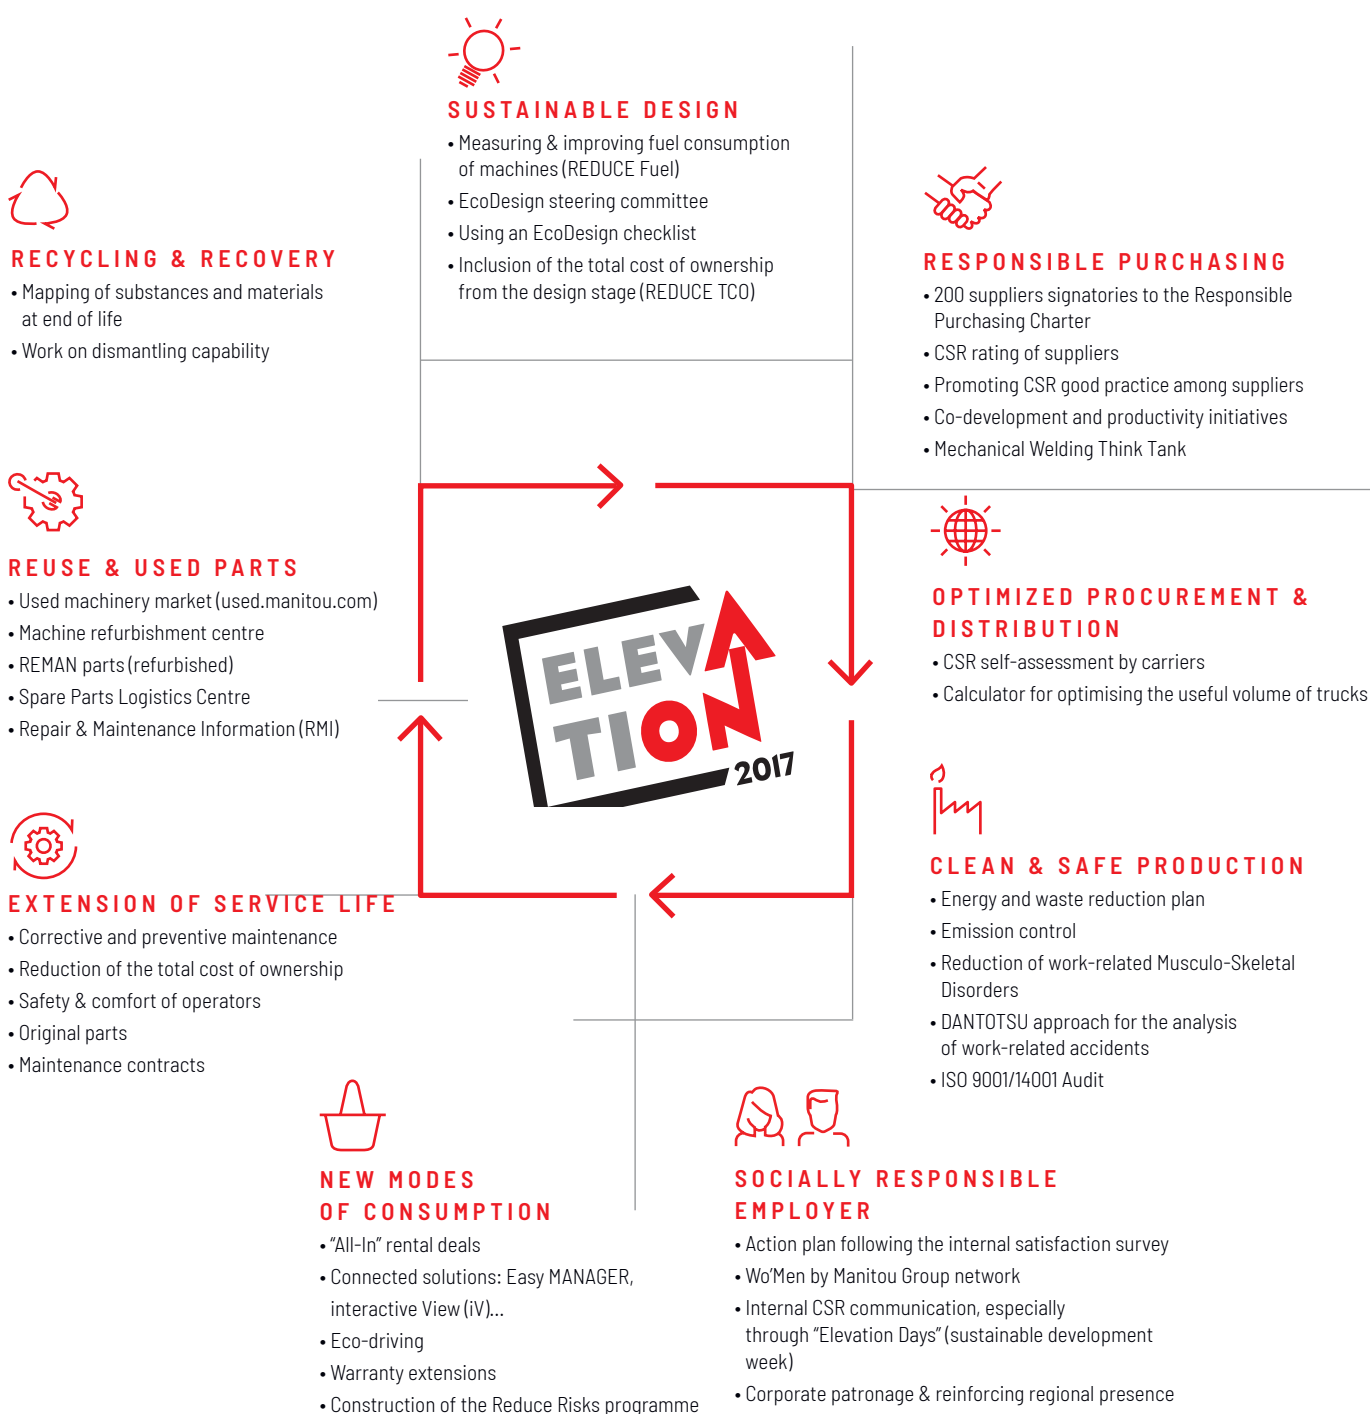 SUSTAINABLE DESIGN
• Measuring & improving fuel consumption
of machines (REDUCE Fuel)
• EcoDesign steering committee
• Using an EcoDesign checklist
• Inclusion of the total cost of ownership
from the design stage (REDUCE TCO)
RECYCLING & RECOVERY
• Mapping of substances and materials
at end of life
• Work on dismantling capability
RESPONSIBLE PURCHASING
• 200 suppliers signatories to the Responsible
Purchasing Charter
• CSR rating of suppliers
• Promoting CSR good practice among suppliers
• Co-development and productivity initiatives
• Mechanical Welding Think Tank
REUSE & USED PARTS
• Used machinery market (used.manitou.com)
• Machine refurbishment centre
• REMAN parts (refurbished)
• Spare Parts Logistics Centre
• Repair & Maintenance Information (RMI)
ELEVA
TION
2017
OPTIMIZED PROCUREMENT &
DISTRIBUTION
• CSR self-assessment by carriers
• Calculator for optimising the useful volume of trucks
EXTENSION OF SERVICE LIFE
• Corrective and preventive maintenance
• Reduction of the total cost of ownership
• Safety & comfort of operators
• Original parts
• Maintenance contracts
CLEAN & SAFE PRODUCTION
• Energy and waste reduction plan
• Emission control
• Reduction of work-related Musculo-Skeletal
Disorders
• DANTOTSU approach for the analysis
of work-related accidents
• ISO 9001/14001 Audit
NEW MODES
OF CONSUMPTION
• “All-In” rental deals
• Connected solutions: Easy MANAGER,
interactive View (iV)...
• Eco-driving
• Warranty extensions
• Construction of the Reduce Risks programme
SOCIALLY RESPONSIBLE
EMPLOYER
• Action plan following the internal satisfaction survey
• Wo’Men by Manitou Group network
• Internal CSR communication, especially
through “Elevation Days” (sustainable development
week)
• Corporate patronage & reinforcing regional presence